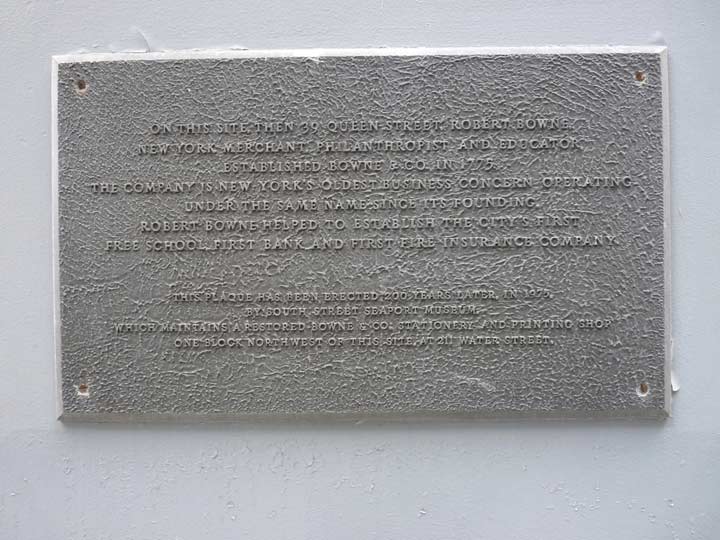 ON THIS SITE, THEN 39 QUEEN STREET, ROBERT BOWNE,
NEW YORK MERCHANT, PHILANTHROPIST AND EDUCATOR,
ESTABLISHED BOWNE & CO. IN 1775.
THE COMPANY IS NEW YORK'S OLDEST BUSINESS CONCERN OPERATING
UNDER THE SAME NAME SINCE ITS FOUNDING.
ROBERT BOWNE HELPED TO ESTABLISH THE CITY'S FIRST
FREE SCHOOL, FIRST BANK AND FIRST FIRE INSURANCE COMPANY.
THIS PLAQUE HAS BEEN ERECTED 200 YEARS LATER, IN 1975,
BY SOUTH STREET SEAPORT MUSEUM,
WHICH MAINTAINS A RESTORED BOWNE & CO. STATIONERY AND PRINTING SHOP
ONE BLOCK NORTHWEST OF THIS SITE, AT 211 WATER STREET.